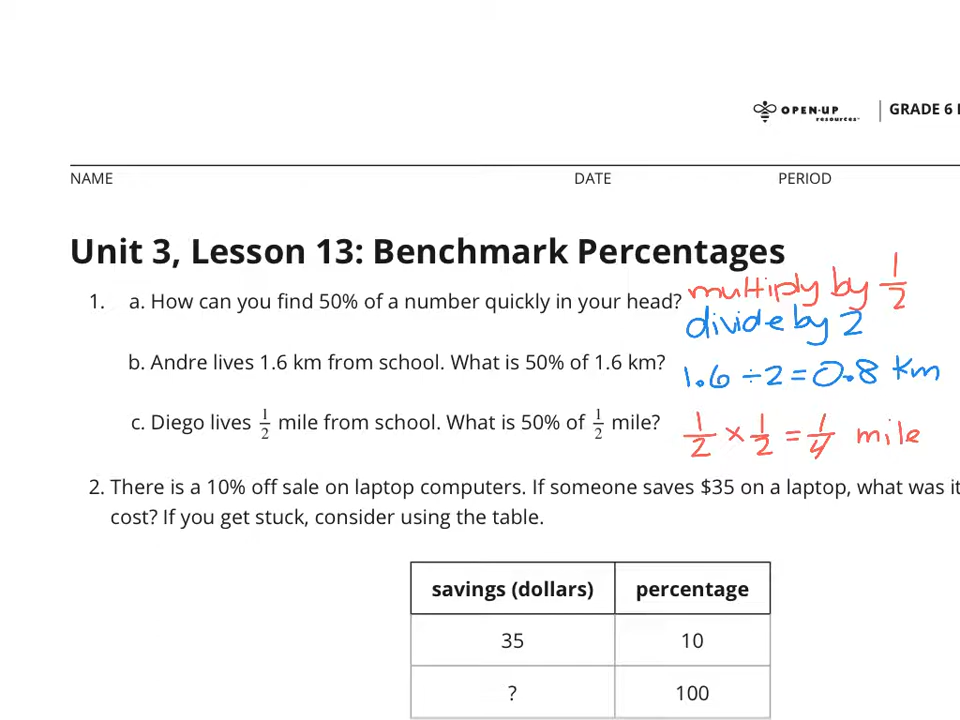 OPEN-UP
resources
GRADE 6
NAME DATE PERIOD
Unit 3, Lesson 13: Benchmark Percentages
1. a. How can you find 50% of a number quickly in your head? multiply by 1/2
divide by 2
b. Andre lives 1.6 km from school. What is 50% of 1.6 km? 1.6 ÷ 2 = 0.8 km
c. Diego lives 1/2 mile from school. What is 50% of 1/2 mile? 1/2 × 1/2 = 1/4 mile
2. There is a 10% off sale on laptop computers. If someone saves $35 on a laptop, what was it
cost? If you get stuck, consider using the table.
savings (dollars) percentage
35 10
? 100